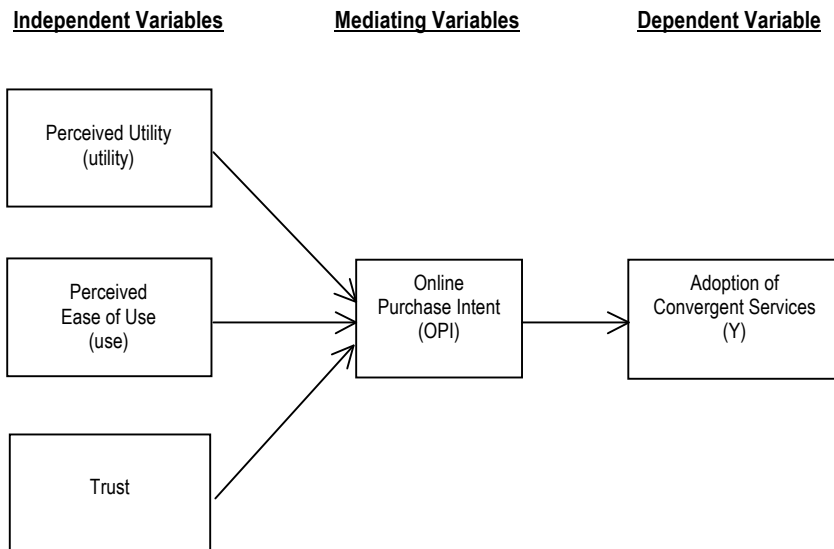 Independent Variables
Mediating Variables
Dependent Variable
Perceived Utility
(utility)
Perceived
Ease of Use
(use)
Trust
Online
Purchase Intent
(OPI)
Adoption of
Convergent Services
(Y)